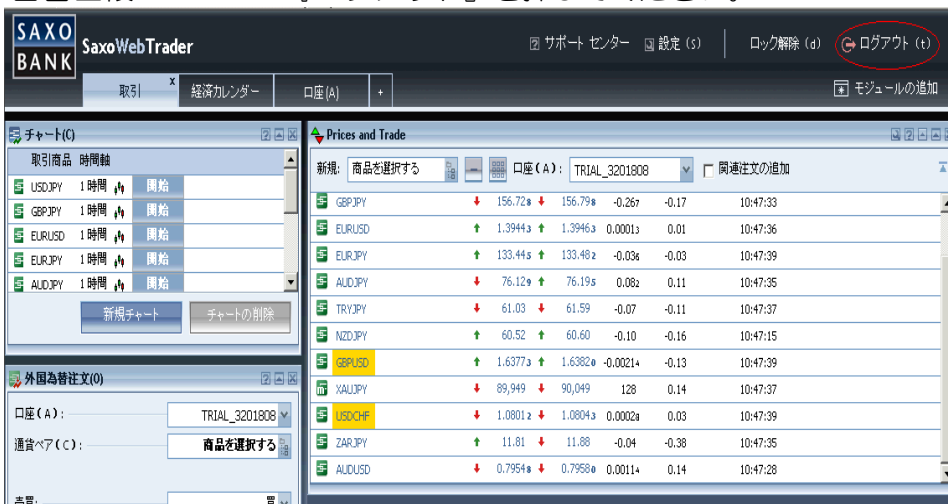 SAXO BANK SaxoWebTrader サポート センター 設定 (S) ロック解除 (d) ログアウト (t)
取引 x 経済カレンダー 口座(A) + モジュールの追加
チャート(C)
取引商品 時間軸
USDJPY 1時間 開始
GBPJPY 1時間 開始
EURUSD 1時間 開始
EURJPY 1時間 開始
AUDJPY 1時間 開始
新規チャート チャートの削除
外国為替注文(O)
口座(A): TRIAL_3201808
通貨ペア(C): 商品を選択する
売買: 買
Prices and Trade
新規: 商品を選択する 口座(A): TRIAL_3201808 関連注文の追加
GBPJPY 156.728 156.798 -0.267 -0.17 10:47:33
EURUSD 1.39443 1.39463 0.00013 0.01 10:47:36
EURJPY 133.445 133.482 -0.036 -0.03 10:47:39
AUDJPY 76.129 76.195 0.082 0.11 10:47:35
TRYJPY 61.03 61.59 -0.07 -0.11 10:47:37
NZDJPY 60.52 60.60 -0.10 -0.16 10:47:15
GBPUSD 1.63773 1.63820 -0.00214 -0.13 10:47:39
XAUJPY 89,949 90,049 128 0.14 10:47:37
USDCHF 1.08012 1.08043 0.00028 0.03 10:47:39
ZARJPY 11.81 11.88 -0.04 -0.38 10:47:35
AUDUSD 0.79548 0.79580 0.00114 0.14 10:47:28